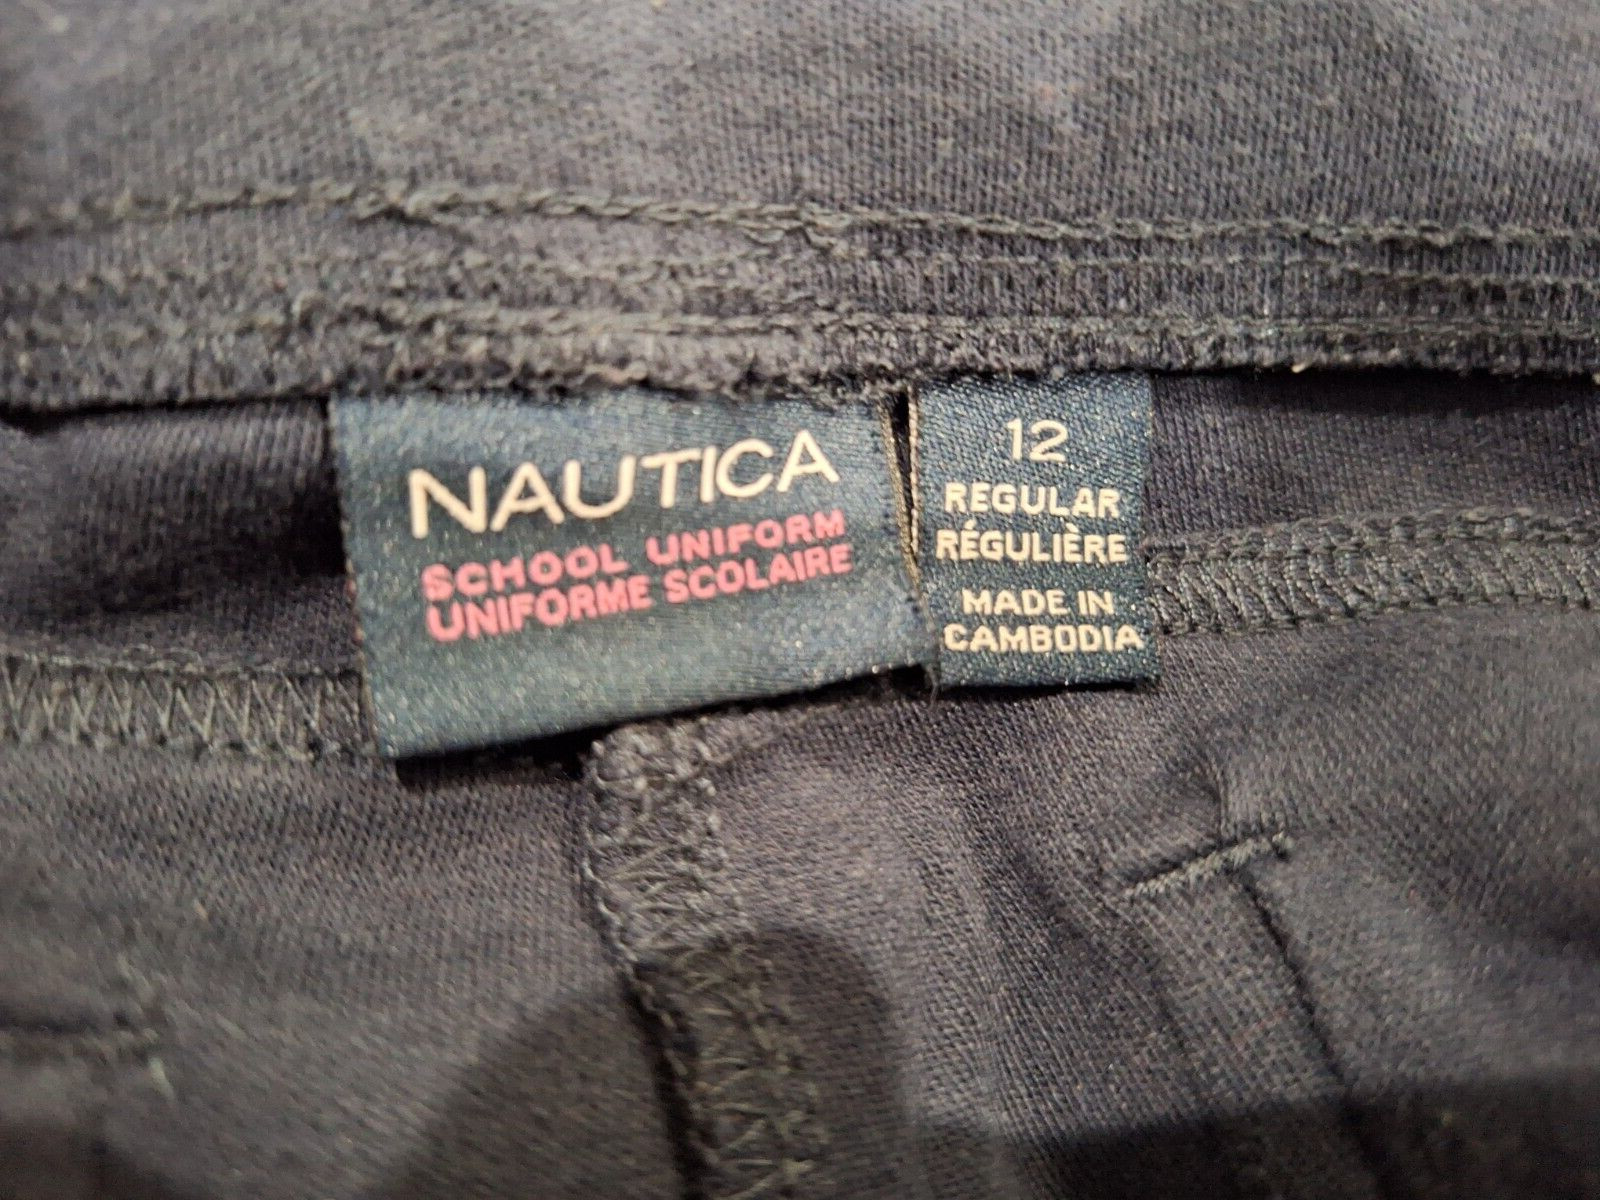 NAUTICA
SCHOOL UNIFORM
UNIFORME SCOLAIRE
12
REGULAR
RÉGULIÈRE
MADE IN
CAMBODIA